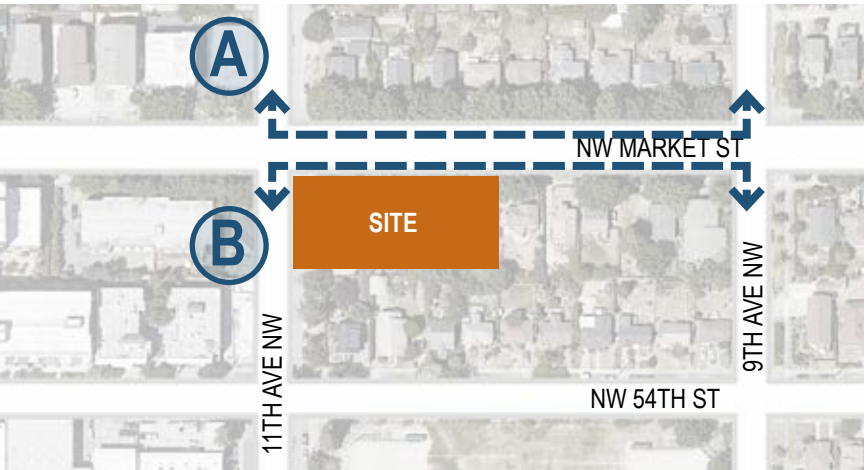 A
NW MARKET ST
SITE
B
9TH AVE NW
11TH AVE NW
NW 54TH ST